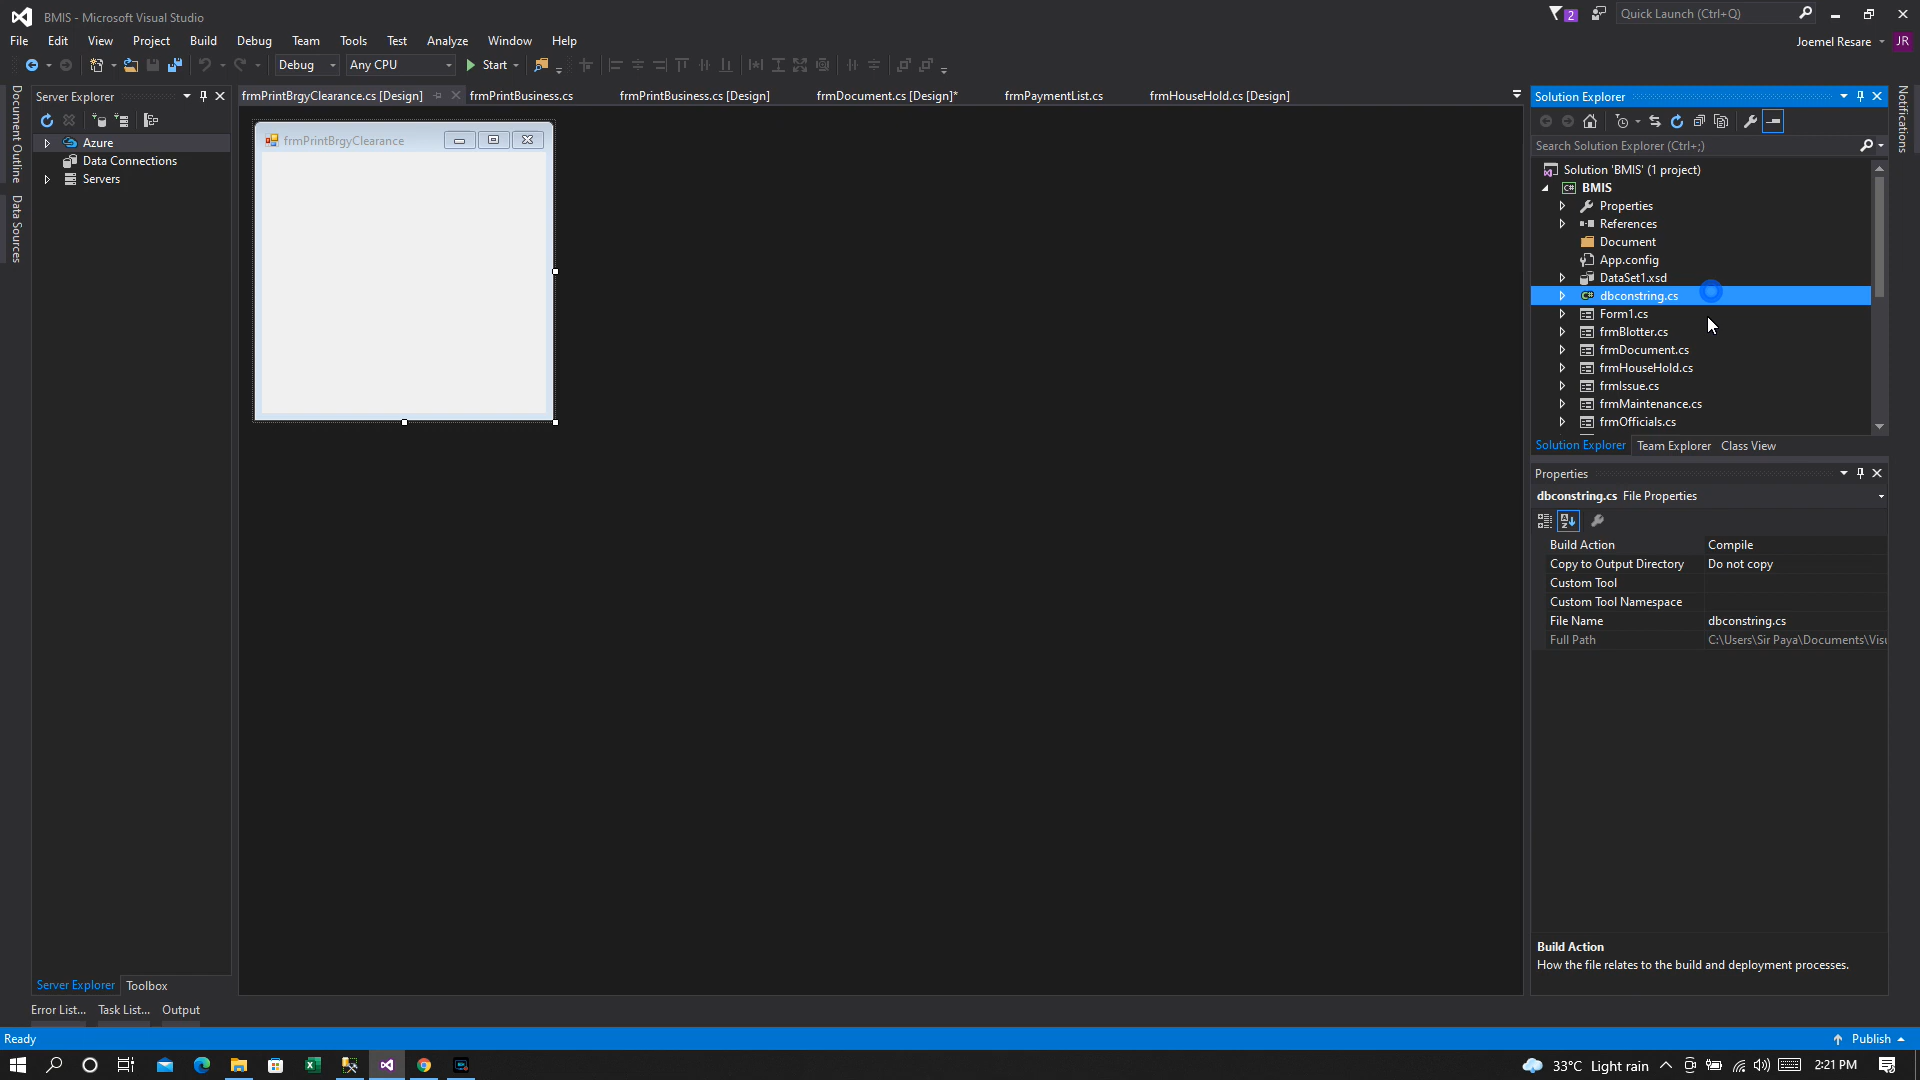 BMIS - Microsoft Visual Studio
2
Quick Launch (Ctrl+Q)
File Edit View Project Build Debug Team Tools Test Analyze Window Help
Joemel Resare JR
Debug Any CPU Start
Document Outline
Data Sources
Server Explorer
Azure
Data Connections
Servers
Server Explorer Toolbox
frmPrintBrgyClearance.cs [Design] frmPrintBusiness.cs frmPrintBusiness.cs [Design] frmDocument.cs [Design]* frmPaymentList.cs frmHouseHold.cs [Design]
frmPrintBrgyClearance
Solution Explorer
Search Solution Explorer (Ctrl+;)
Solution 'BMIS' (1 project)
BMIS
Properties
References
Document
App.config
DataSet1.xsd
dbconstring.cs
Form1.cs
frmBlotter.cs
frmDocument.cs
frmHouseHold.cs
frmIssue.cs
frmMaintenance.cs
frmOfficials.cs
Solution Explorer Team Explorer Class View
Properties
dbconstring.cs File Properties
Build Action Compile
Copy to Output Directory Do not copy
Custom Tool
Custom Tool Namespace
File Name dbconstring.cs
Full Path C:\Users\Sir Paya\Documents\Visu
Build Action
How the file relates to the build and deployment processes.
Notifications
Error List... Task List... Output
Ready
Publish
33°C Light rain
2:21 PM